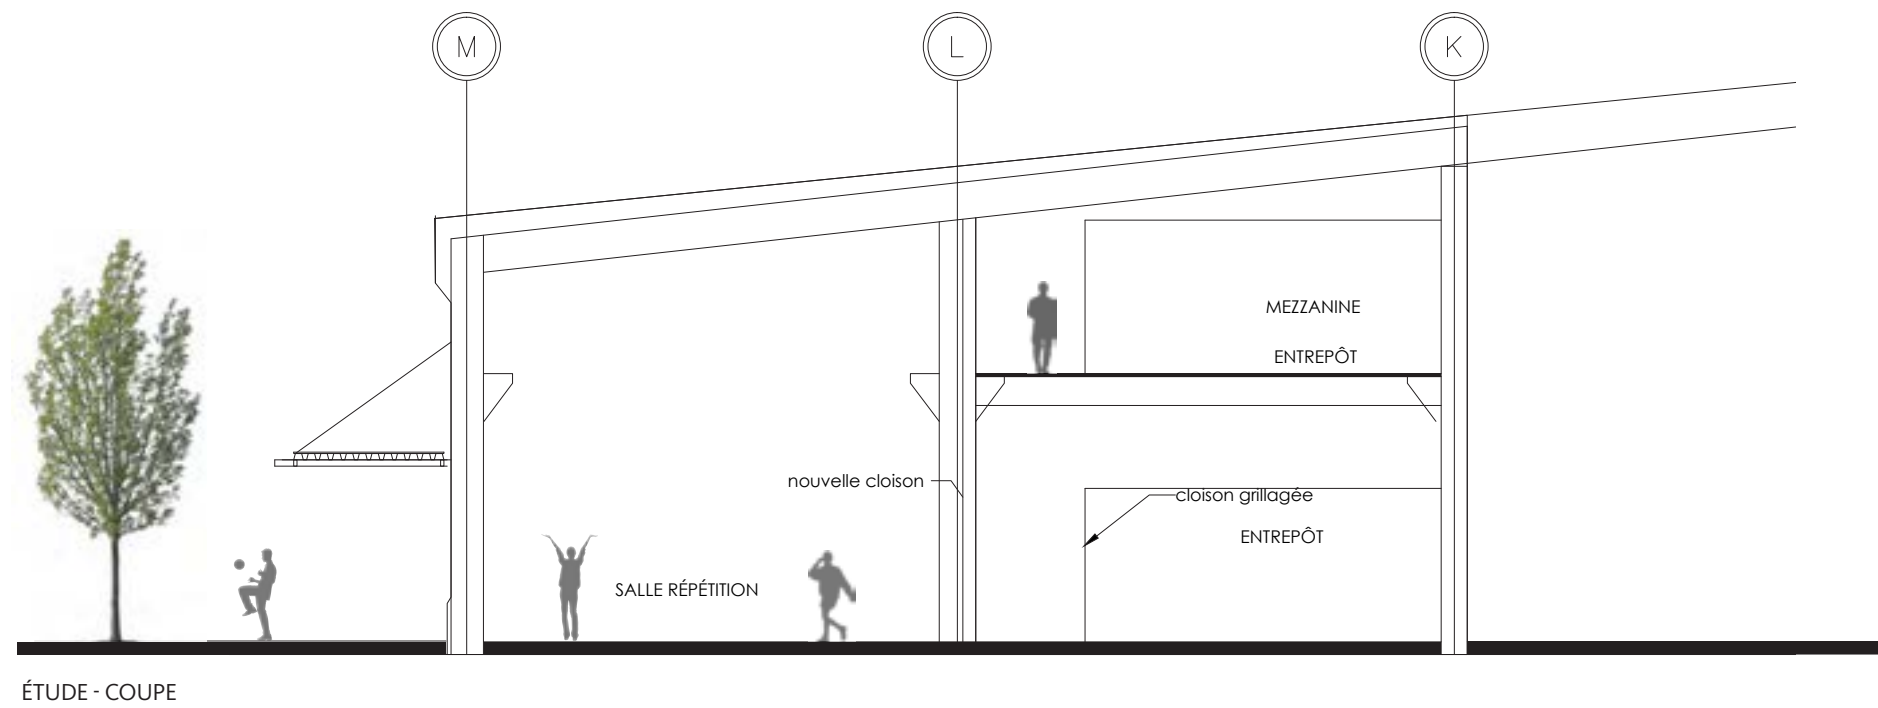 M
L
K
MEZZANINE
ENTREPÔT
nouvelle cloison
cloison grillagée
ENTREPÔT
SALLE RÉPÉTITION
ÉTUDE - COUPE